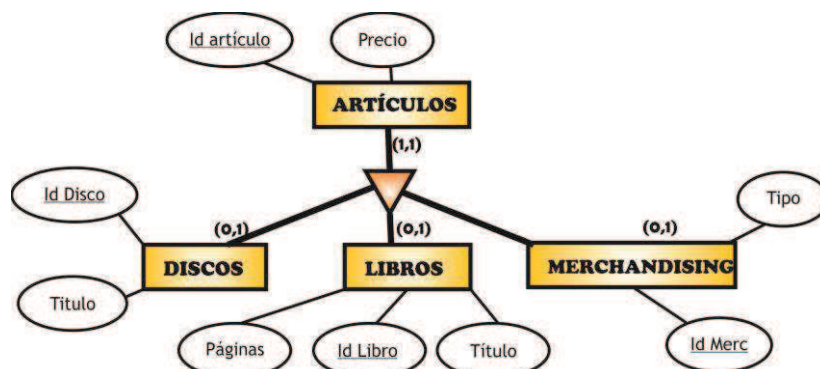 Id artículo
Precio
ARTÍCULOS
(1,1)
Id Disco
Tipo
(0,1)
(0,1)
(0,1)
DISCOS
LIBROS
MERCHANDISING
Titulo
Páginas
Id Libro
Título
Id Merc